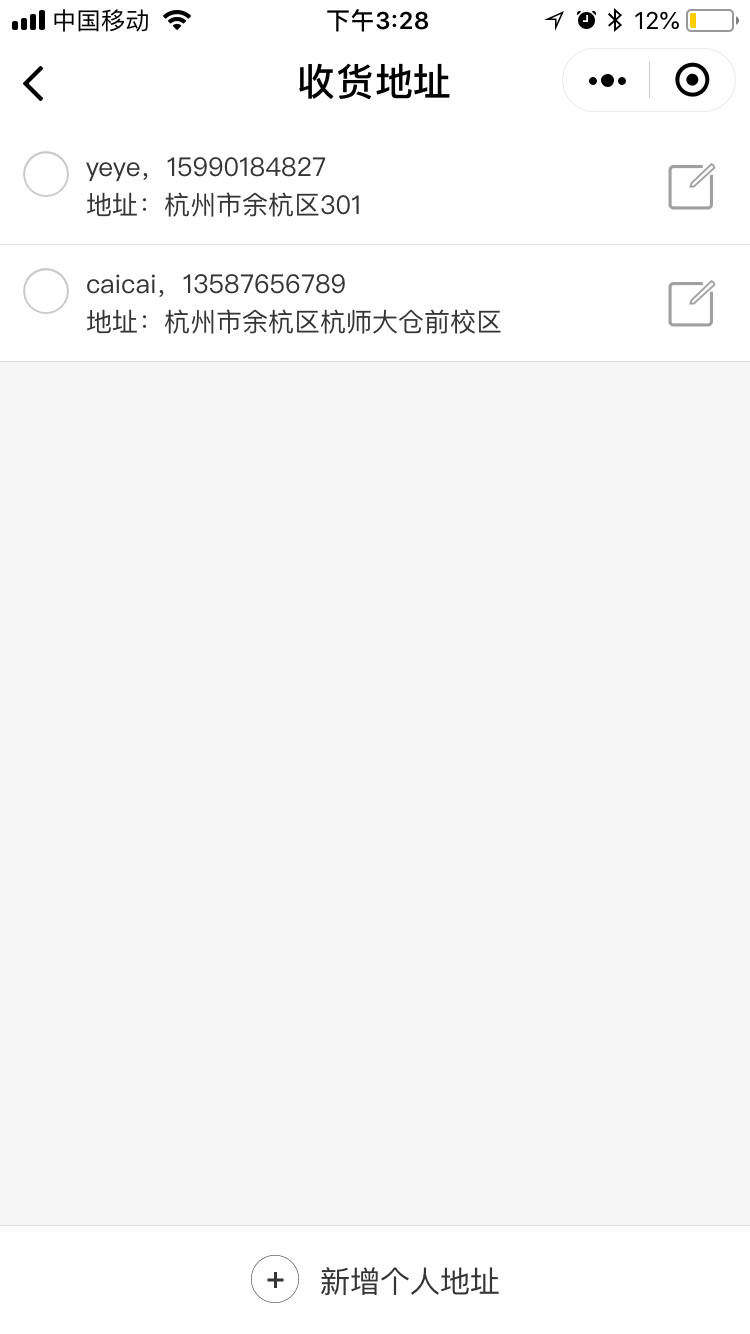 中国移动 下午3:28 12%
收货地址
yeye，15990184827
地址：杭州市余杭区301
caicai，13587656789
地址：杭州市余杭区杭师大仓前校区
新增个人地址